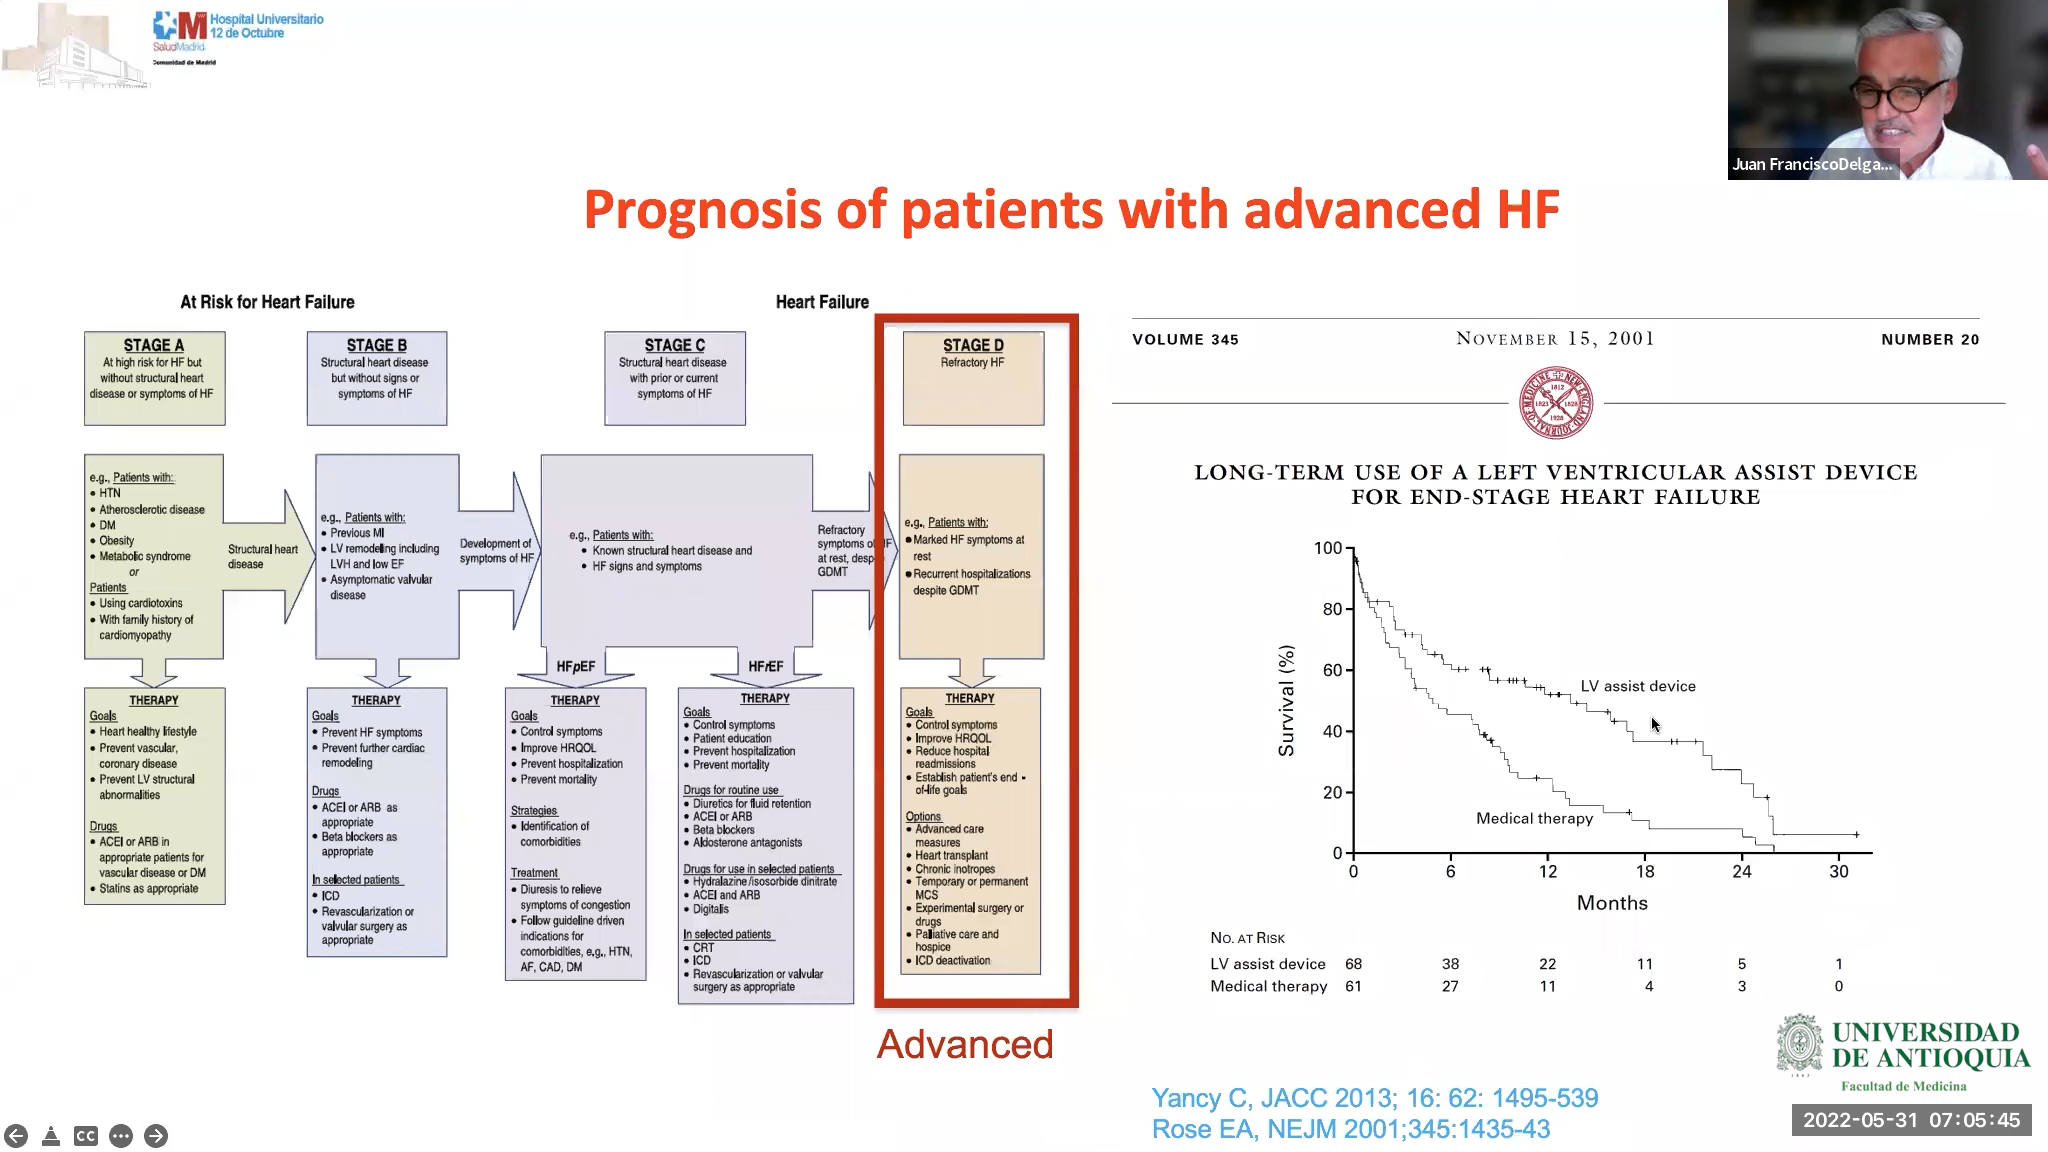 Hospital Universitario
12 de Octubre
SaludMadrid
Comunidad de Madrid
Juan FranciscoDelga...
Prognosis of patients with advanced HF
At Risk for Heart Failure
Heart Failure
STAGE A
At high risk for HF but
without structural heart
disease or symptoms of HF
STAGE B
Structural heart disease
but without signs or
symptoms of HF
STAGE C
Structural heart disease
with prior or current
symptoms of HF
STAGE D
Refractory HF
e.g., Patients with:
• HTN
• Atherosclerotic disease
• DM
• Obesity
• Metabolic syndrome
or
Patients
• Using cardiotoxins
• With family history of
cardiomyopathy
Structural heart
disease
e.g., Patients with:
• Previous MI
• LV remodeling including
LVH and low EF
• Asymptomatic valvular
disease
Development of
symptoms of HF
e.g., Patients with:
• Known structural heart disease and
• HF signs and symptoms
Refractory
symptoms of HF
at rest, desp
GDMT
e.g., Patients with:
• Marked HF symptoms at
rest
• Recurrent hospitalizations
despite GDMT
HFpEF
HFrEF
THERAPY
Goals
• Heart healthy lifestyle
• Prevent vascular,
coronary disease
• Prevent LV structural
abnormalities
Drugs
• ACEI or ARB in
appropriate patients for
vascular disease or DM
• Statins as appropriate
THERAPY
Goals
• Prevent HF symptoms
• Prevent further cardiac
remodeling
Drugs
• ACEI or ARB as
appropriate
• Beta blockers as
appropriate
In selected patients
• ICD
• Revascularization or
valvular surgery as
appropriate
THERAPY
Goals
• Control symptoms
• Improve HRQOL
• Prevent hospitalization
• Prevent mortality
Strategies
• Identification of
comorbidities
Treatment
• Diuresis to relieve
symptoms of congestion
• Follow guideline driven
indications for
comorbidities, e.g., HTN,
AF, CAD, DM
THERAPY
Goals
• Control symptoms
• Patient education
• Prevent hospitalization
• Prevent mortality
Drugs for routine use
• Diuretics for fluid retention
• ACEI or ARB
• Beta blockers
• Aldosterone antagonists
Drugs for use in selected patients
• Hydralazine/isosorbide dinitrate
• ACEI and ARB
• Digitalis
In selected patients
• CRT
• ICD
• Revascularization or valvular
surgery as appropriate
THERAPY
Goals
• Control symptoms
• Improve HRQOL
• Reduce hospital
readmissions
• Establish patient's end-
of-life goals
Options
• Advanced care
measures
• Heart transplant
• Chronic inotropes
• Temporary or permanent
MCS
• Experimental surgery or
drugs
• Palliative care and
hospice
• ICD deactivation
Advanced
VOLUME 345
NOVEMBER 15, 2001
NUMBER 20
LONG-TERM USE OF A LEFT VENTRICULAR ASSIST DEVICE
FOR END-STAGE HEART FAILURE
Survival (%)
100
80
60
40
20
0
LV assist device
Medical therapy
0 6 12 18 24 30
Months
NO. AT RISK
LV assist device 68 38 22 11 5 1
Medical therapy 61 27 11 4 3 0
UNIVERSIDAD
DE ANTIOQUIA
1803
Facultad de Medicina
Yancy C, JACC 2013; 16: 62: 1495-539
Rose EA, NEJM 2001;345:1435-43
2022-05-31 07:05:45
CC